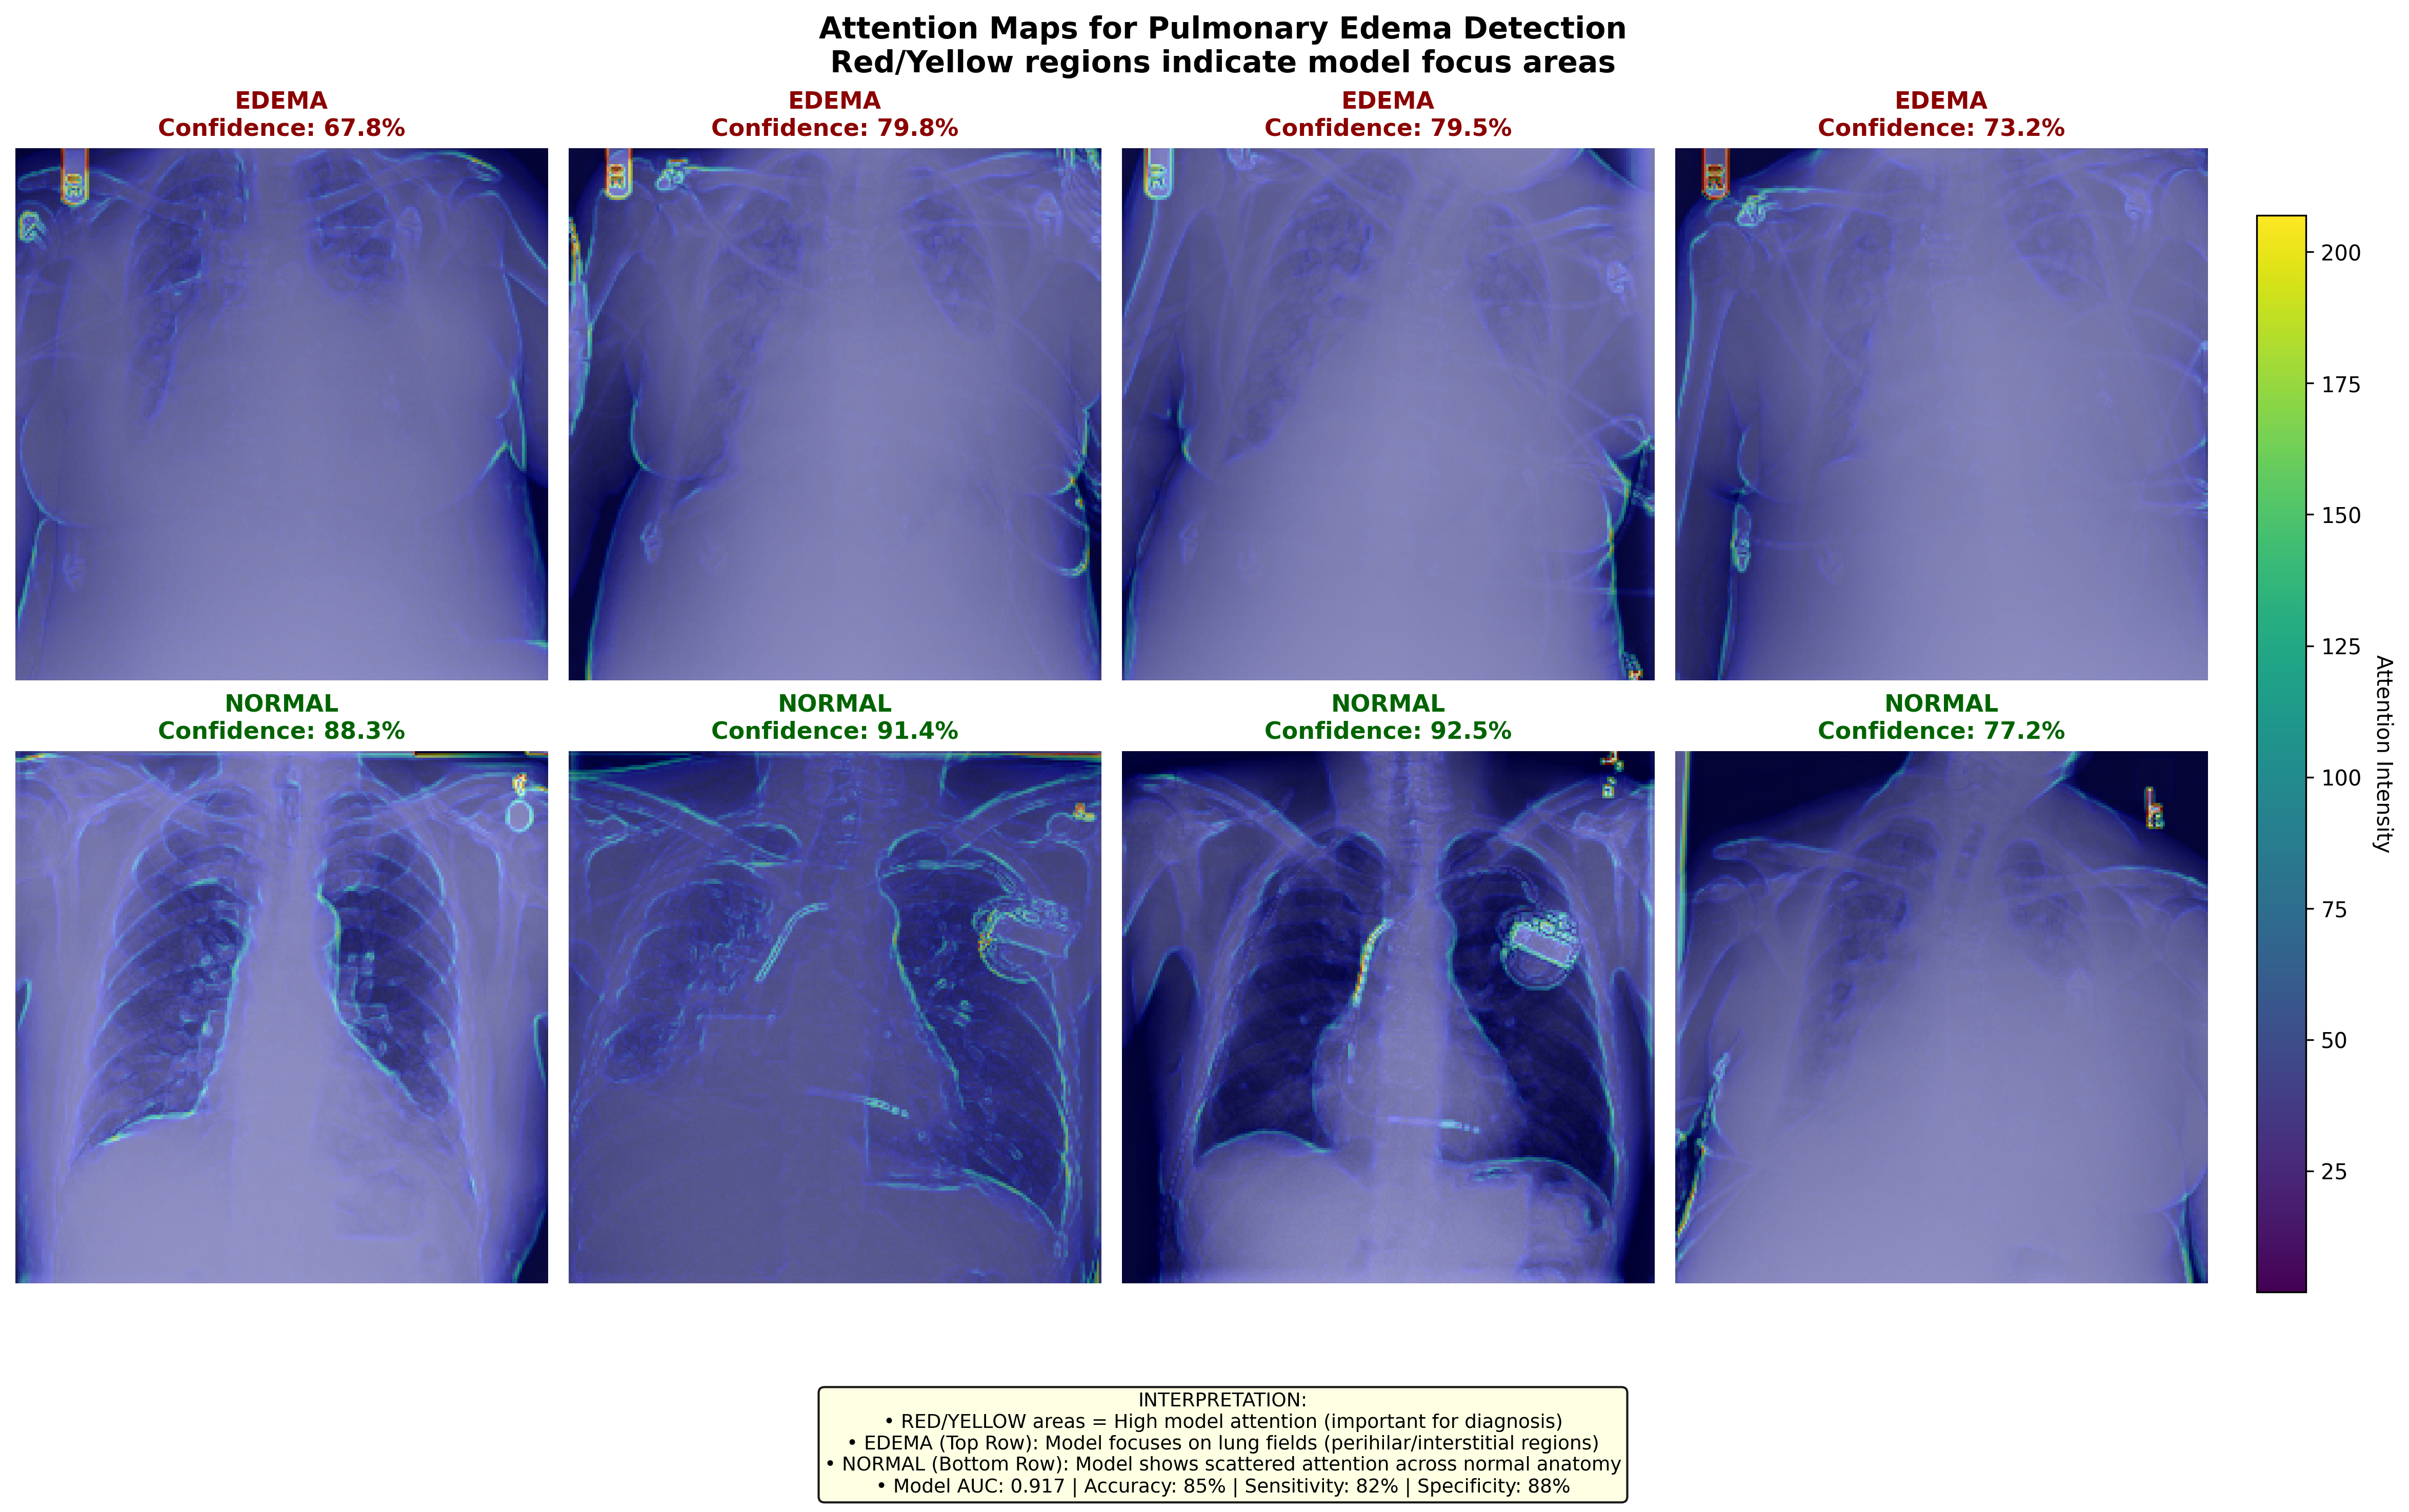 Attention Maps for Pulmonary Edema Detection
Red/Yellow regions indicate model focus areas
EDEMA
Confidence: 67.8%
EDEMA
Confidence: 79.8%
EDEMA
Confidence: 79.5%
EDEMA
Confidence: 73.2%
NORMAL
Confidence: 88.3%
NORMAL
Confidence: 91.4%
NORMAL
Confidence: 92.5%
NORMAL
Confidence: 77.2%
200
175
150
125
100
75
50
25
Attention Intensity
INTERPRETATION:
• RED/YELLOW areas = High model attention (important for diagnosis)
• EDEMA (Top Row): Model focuses on lung fields (perihilar/interstitial regions)
• NORMAL (Bottom Row): Model shows scattered attention across normal anatomy
• Model AUC: 0.917 | Accuracy: 85% | Sensitivity: 82% | Specificity: 88%